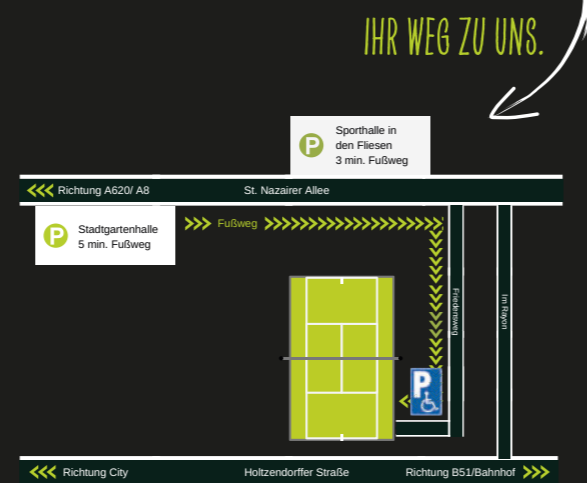 IHR WEG ZU UNS.
P
Sporthalle in
den Fliesen
3 min. Fußweg
Richtung A620/ A8
St. Nazairer Allee
P
Stadtgartenhalle
5 min. Fußweg
Fußweg
Friedensweg
Im Rayon
P
Richtung City
Holtzendorffer Straße
Richtung B51/Bahnhof